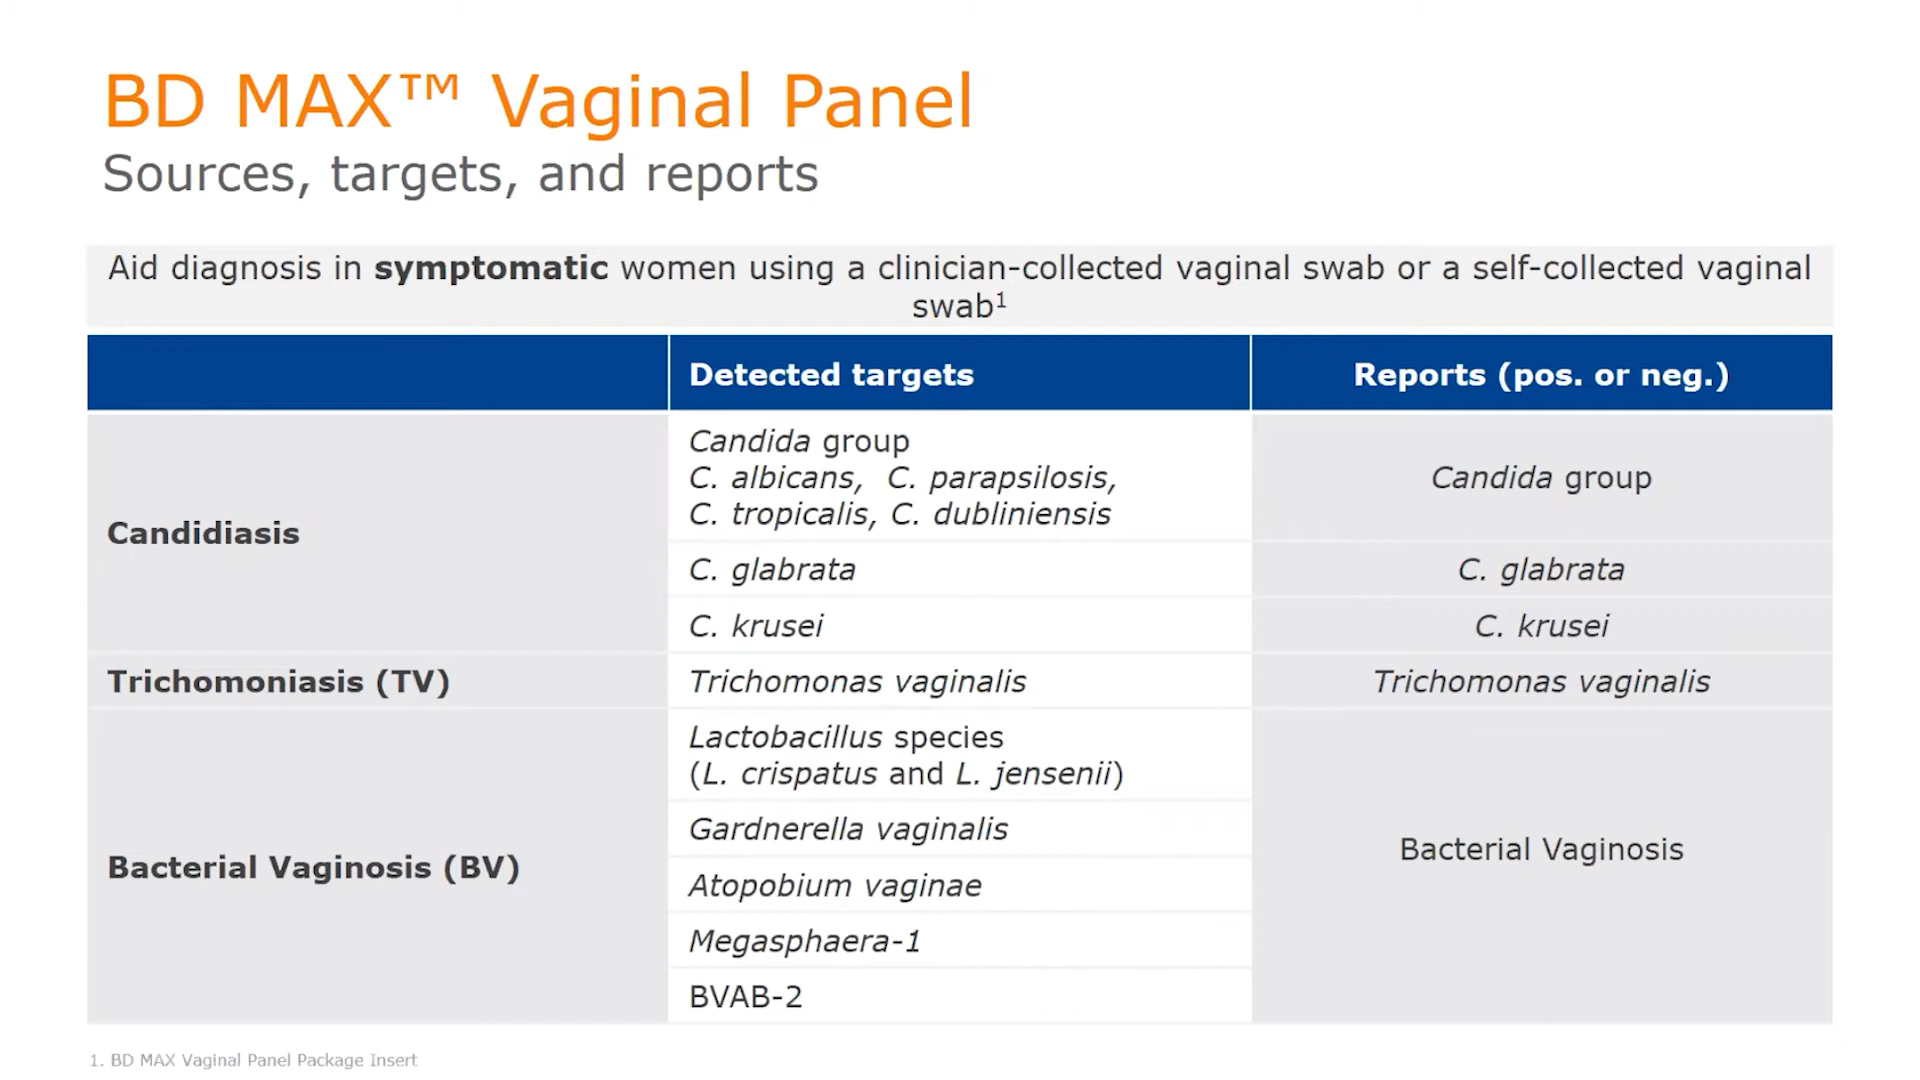 BD MAX™ Vaginal Panel
Sources, targets, and reports
Aid diagnosis in symptomatic women using a clinician-collected vaginal swab or a self-collected vaginal
swab¹
Detected targets
Reports (pos. or neg.)
Candidiasis
Candida group
C. albicans, C. parapsilosis,
C. tropicalis, C. dubliniensis
Candida group
C. glabrata
C. glabrata
C. krusei
C. krusei
Trichomoniasis (TV)
Trichomonas vaginalis
Trichomonas vaginalis
Bacterial Vaginosis (BV)
Lactobacillus species
(L. crispatus and L. jensenii)
Gardnerella vaginalis
Atopobium vaginae
Megasphaera-1
BVAB-2
Bacterial Vaginosis
1. BD MAX Vaginal Panel Package Insert